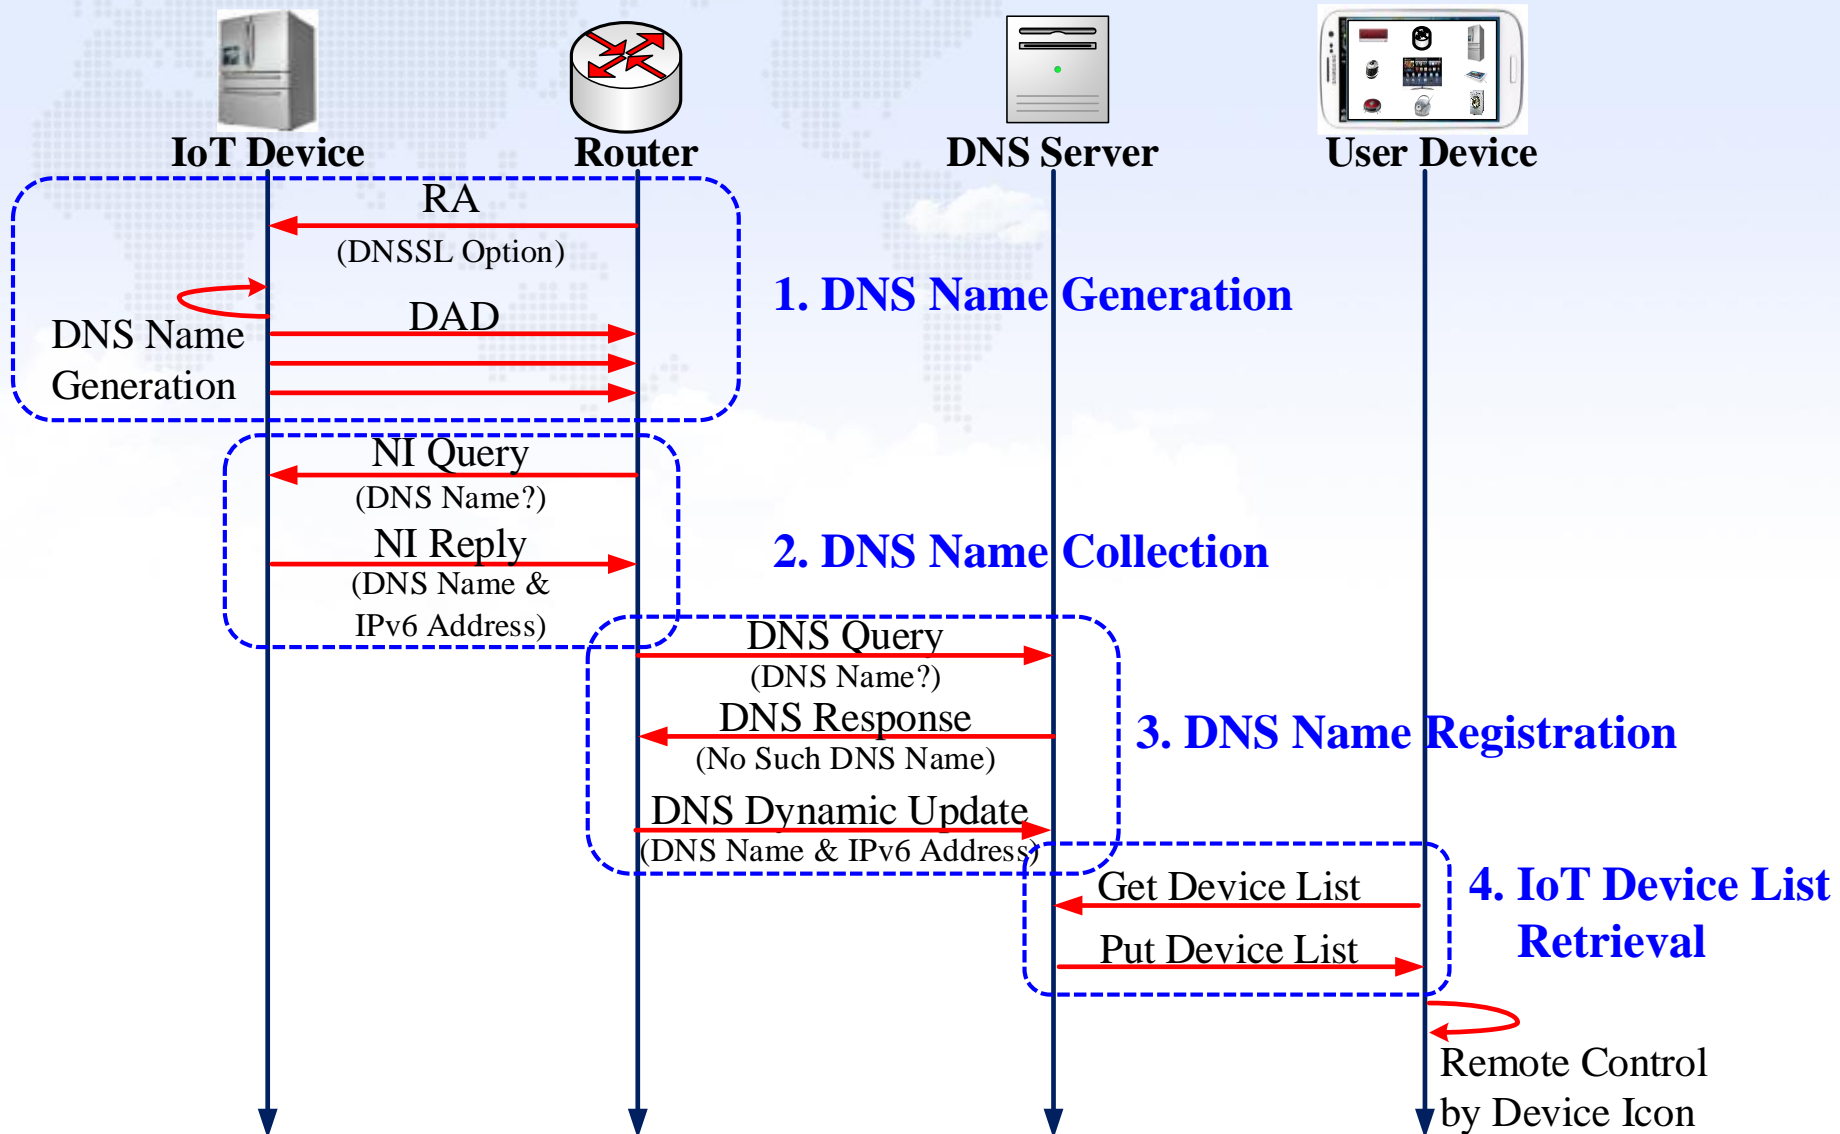 IoT Device
Router
DNS Server
User Device
RA
(DNSSL Option)
1. DNS Name Generation
DAD
DNS Name
Generation
NI Query
(DNS Name?)
NI Reply
2. DNS Name Collection
(DNS Name &
IPv6 Address)
DNS Query
(DNS Name?)
DNS Response
3. DNS Name Registration
(No Such DNS Name)
DNS Dynamic Update
(DNS Name & IPv6 Address)
Get Device List
4. IoT Device List
Retrieval
Put Device List
Remote Control
by Device Icon